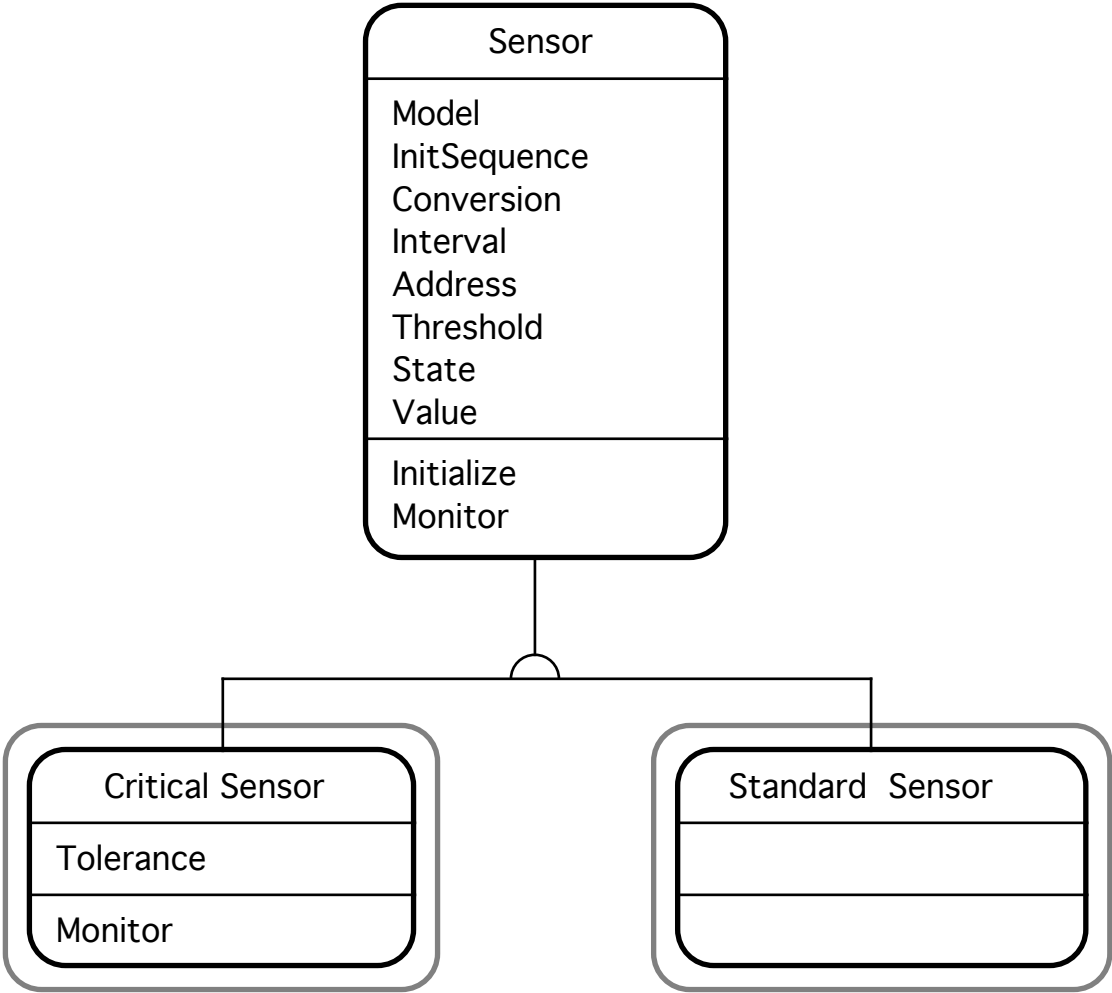 Sensor
Model
InitSequence
Conversion
Interval
Address
Threshold
State
Value
Initialize
Monitor
Critical Sensor
Tolerance
Monitor
Standard Sensor